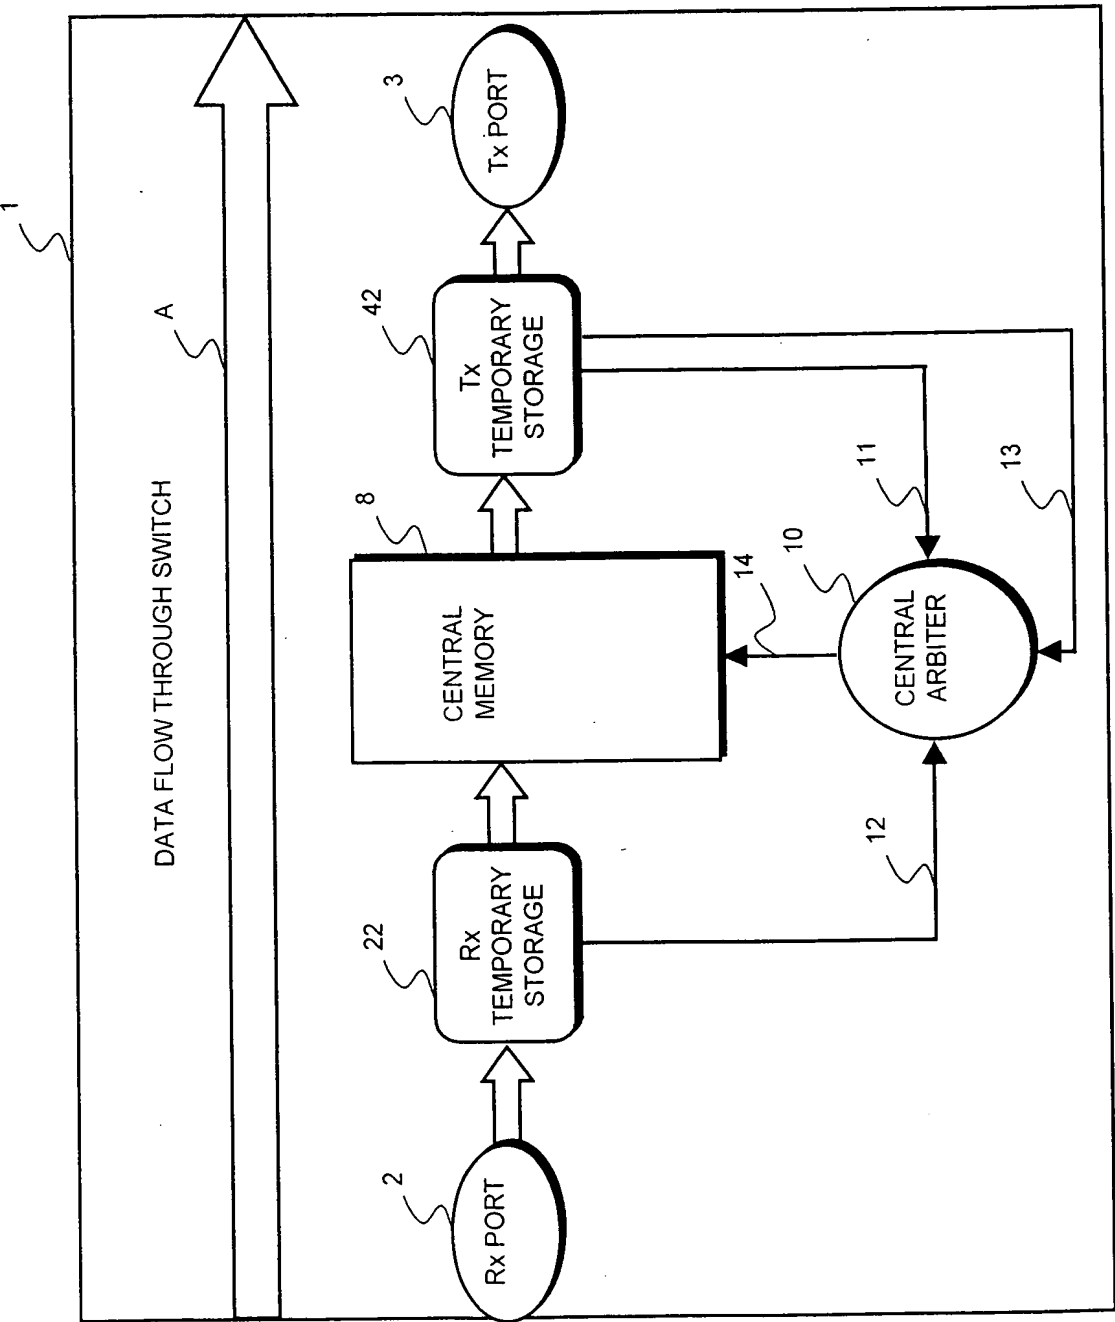 1
A
DATA FLOW THROUGH SWITCH
2
Rx PORT
22
Rx
TEMPORARY
STORAGE
8
CENTRAL
MEMORY
42
Tx
TEMPORARY
STORAGE
3
Tx PORT
12
14
10
CENTRAL
ARBITER
11
13